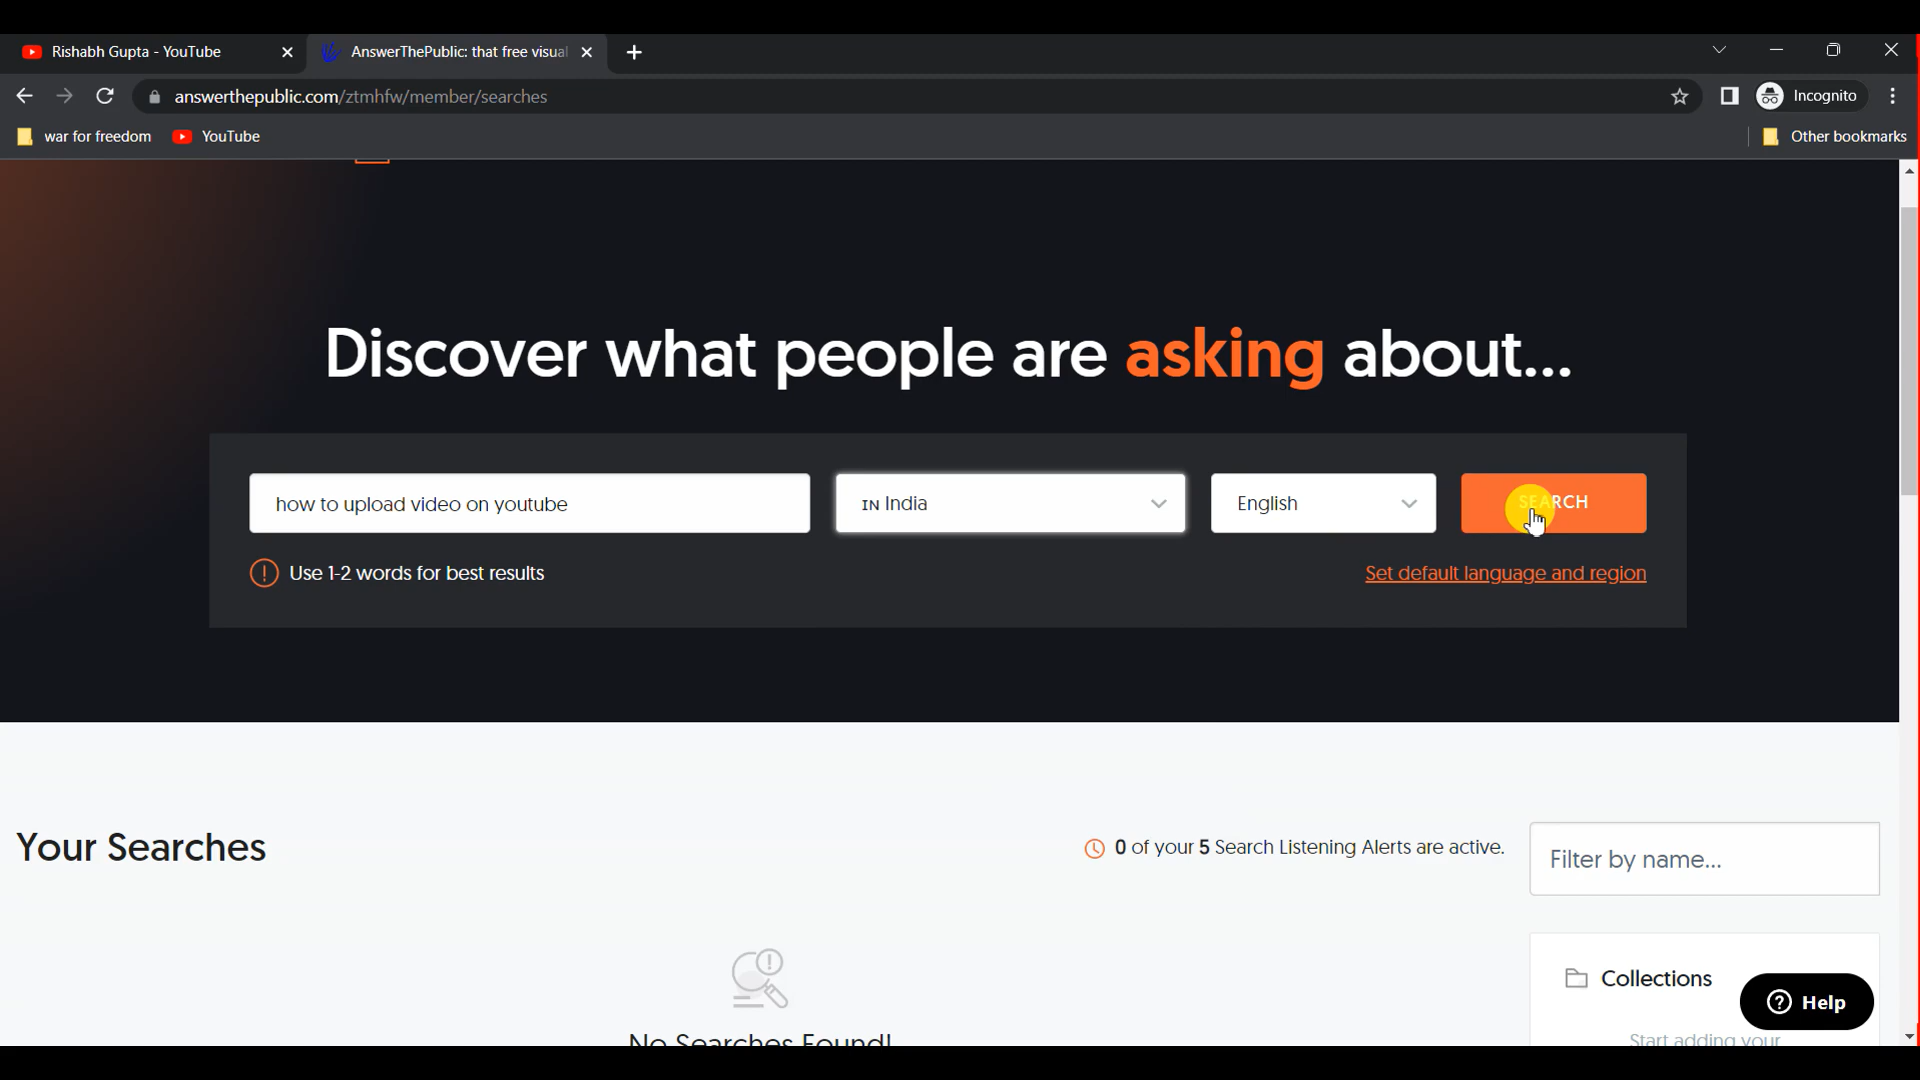 Rishabh Gupta - YouTube
AnswerThePublic: that free visual
answerthepublic.com/ztmhfw/member/searches
Incognito
war for freedom
YouTube
Other bookmarks
Discover what people are asking about...
how to upload video on youtube
IN India
English
SEARCH
Use 1-2 words for best results
Set default language and region
Your Searches
0 of your 5 Search Listening Alerts are active.
Filter by name...
No Searches Found!
Collections
Start adding your
Help